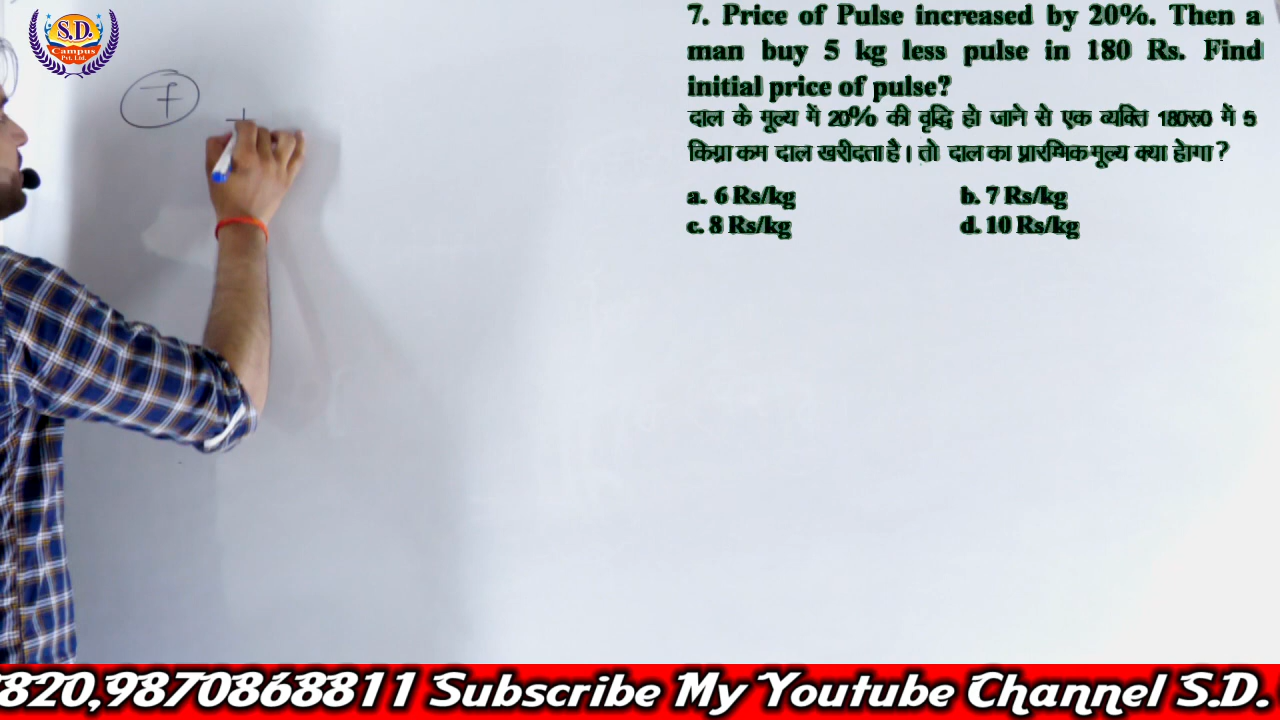 S.D.
Campus
Pvt. Ltd.
7
7. Price of Pulse increased by 20%. Then a
man buy 5 kg less pulse in 180 Rs. Find
initial price of pulse?
दाल के मूल्य में 20% की वृद्धि हो जाने से एक व्यक्ति 180रु0 में 5
किग्रा कम दाल खरीदता है। तो दाल का प्रारम्भिक मूल्य क्या होगा?
a. 6 Rs/kg
b. 7 Rs/kg
c. 8 Rs/kg
d. 10 Rs/kg
820,9870868811 Subscribe My Youtube Channel S.D.